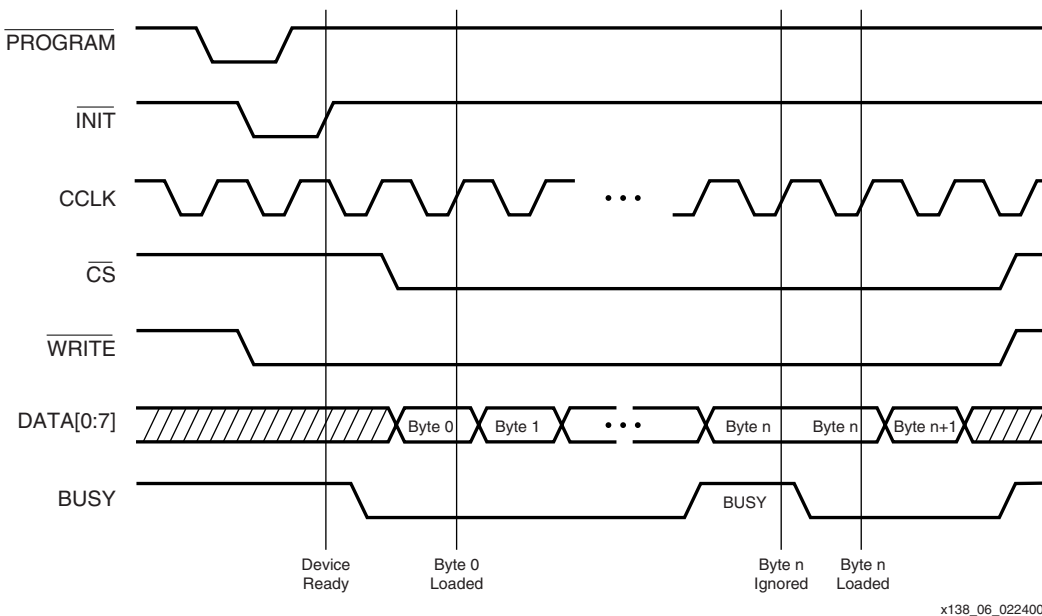 PROGRAM
INIT
CCLK
...
CS
WRITE
DATA[0:7] Byte 0 Byte 1 ... Byte n Byte n Byte n+1
BUSY BUSY
Device Ready
Byte 0 Loaded
Byte n Ignored
Byte n Loaded
x138_06_022400